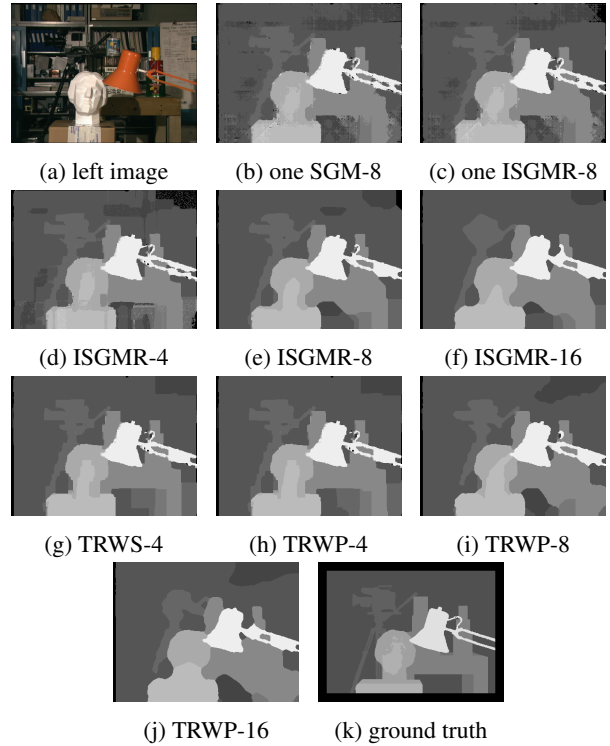 (a) left image
(b) one SGM-8
(c) one ISGMR-8
(d) ISGMR-4
(e) ISGMR-8
(f) ISGMR-16
(g) TRWS-4
(h) TRWP-4
(i) TRWP-8
(j) TRWP-16
(k) ground truth